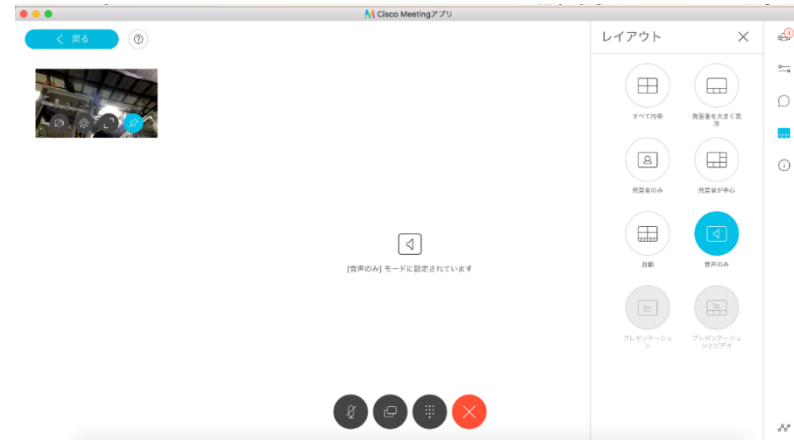 Cisco Meetingアプリ
戻る
レイアウト
4
すべて均等
発言者を大きく表
示
発言者のみ
発言者が中心
[音声のみ] モードに設定されています
自動
音声のみ
プレゼンテーショ
ン
プレゼンテーショ
ンとビデオ